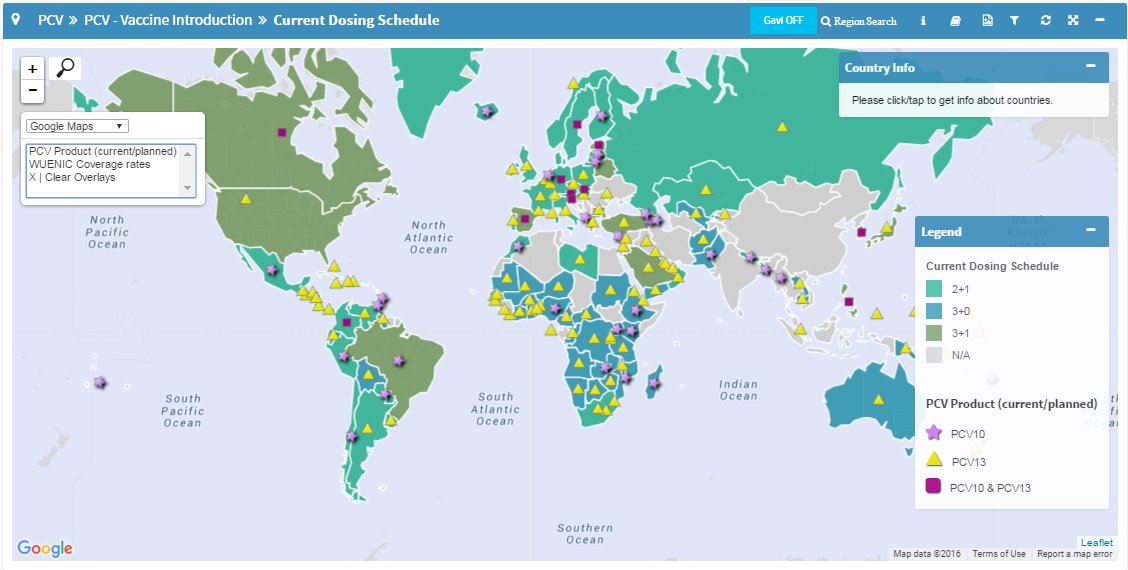 PCV » PCV - Vaccine Introduction » Current Dosing Schedule
Gavi OFF
Region Search
i
+
−
Google Maps
PCV Product (current/planned)
WUENIC Coverage rates
X | Clear Overlays
Country Info
Please click/tap to get info about countries.
North
Pacific
Ocean
North
Atlantic
Ocean
North
Pacific
Ocean
Legend
Current Dosing Schedule
2+1
3+0
3+1
N/A
PCV Product (current/planned)
PCV10
PCV13
PCV10 & PCV13
South
Pacific
Ocean
South
Atlantic
Ocean
Indian
Ocean
Southern
Ocean
Google
Leaflet
Map data ©2016
Terms of Use
Report a map error